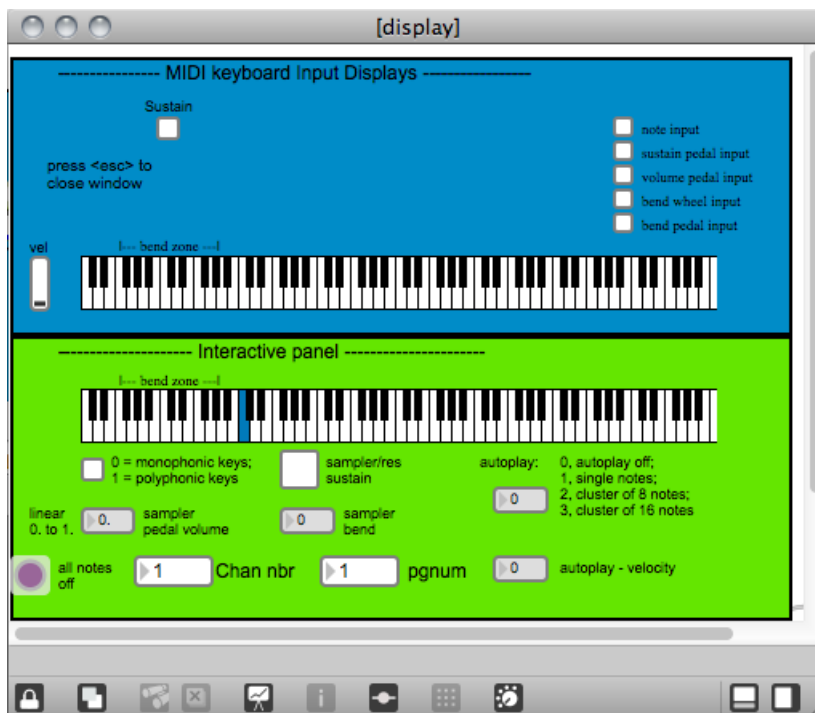 [display]
---------------- MIDI keyboard Input Displays -----------------
Sustain
press <esc> to
close window
note input
sustain pedal input
volume pedal input
bend wheel input
bend pedal input
vel
|--- bend zone ---|
--------------------- Interactive panel ----------------------
|--- bend zone ---|
0 = monophonic keys;
1 = polyphonic keys
sampler/res
sustain
autoplay:
0, autoplay off;
1, single notes;
2, cluster of 8 notes;
3, cluster of 16 notes
0
linear
0. to 1.
0.
sampler
pedal volume
0
sampler
bend
all notes
off
1
Chan nbr
1
pgnum
0
autoplay - velocity